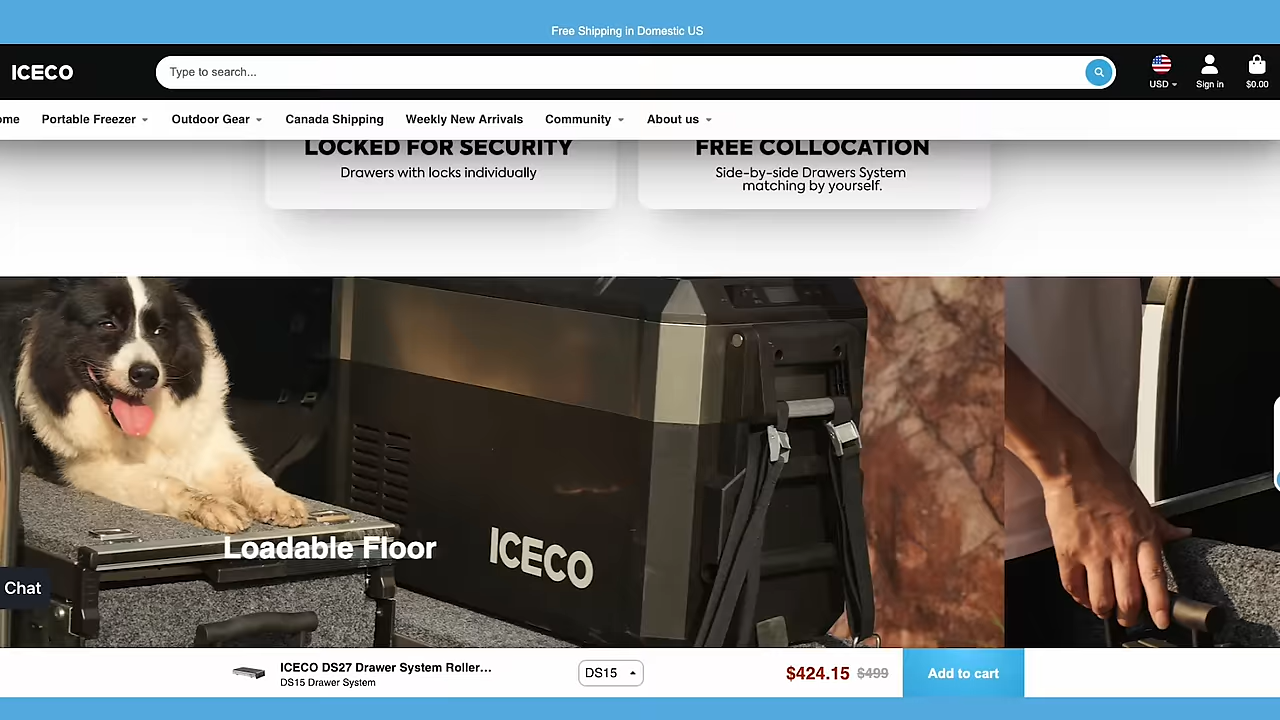 Free Shipping in Domestic US
ICECO
Type to search...
USD
Sign in
$0.00
ome
Portable Freezer
Outdoor Gear
Canada Shipping
Weekly New Arrivals
Community
About us
LOCKED FOR SECURITY
Drawers with locks individually
FREE COLLOCATION
Side-by-side Drawers System
matching by yourself.
ICECO
Loadable Floor
Chat
ICECO DS27 Drawer System Roller...
DS15 Drawer System
DS15
$424.15 $499
Add to cart